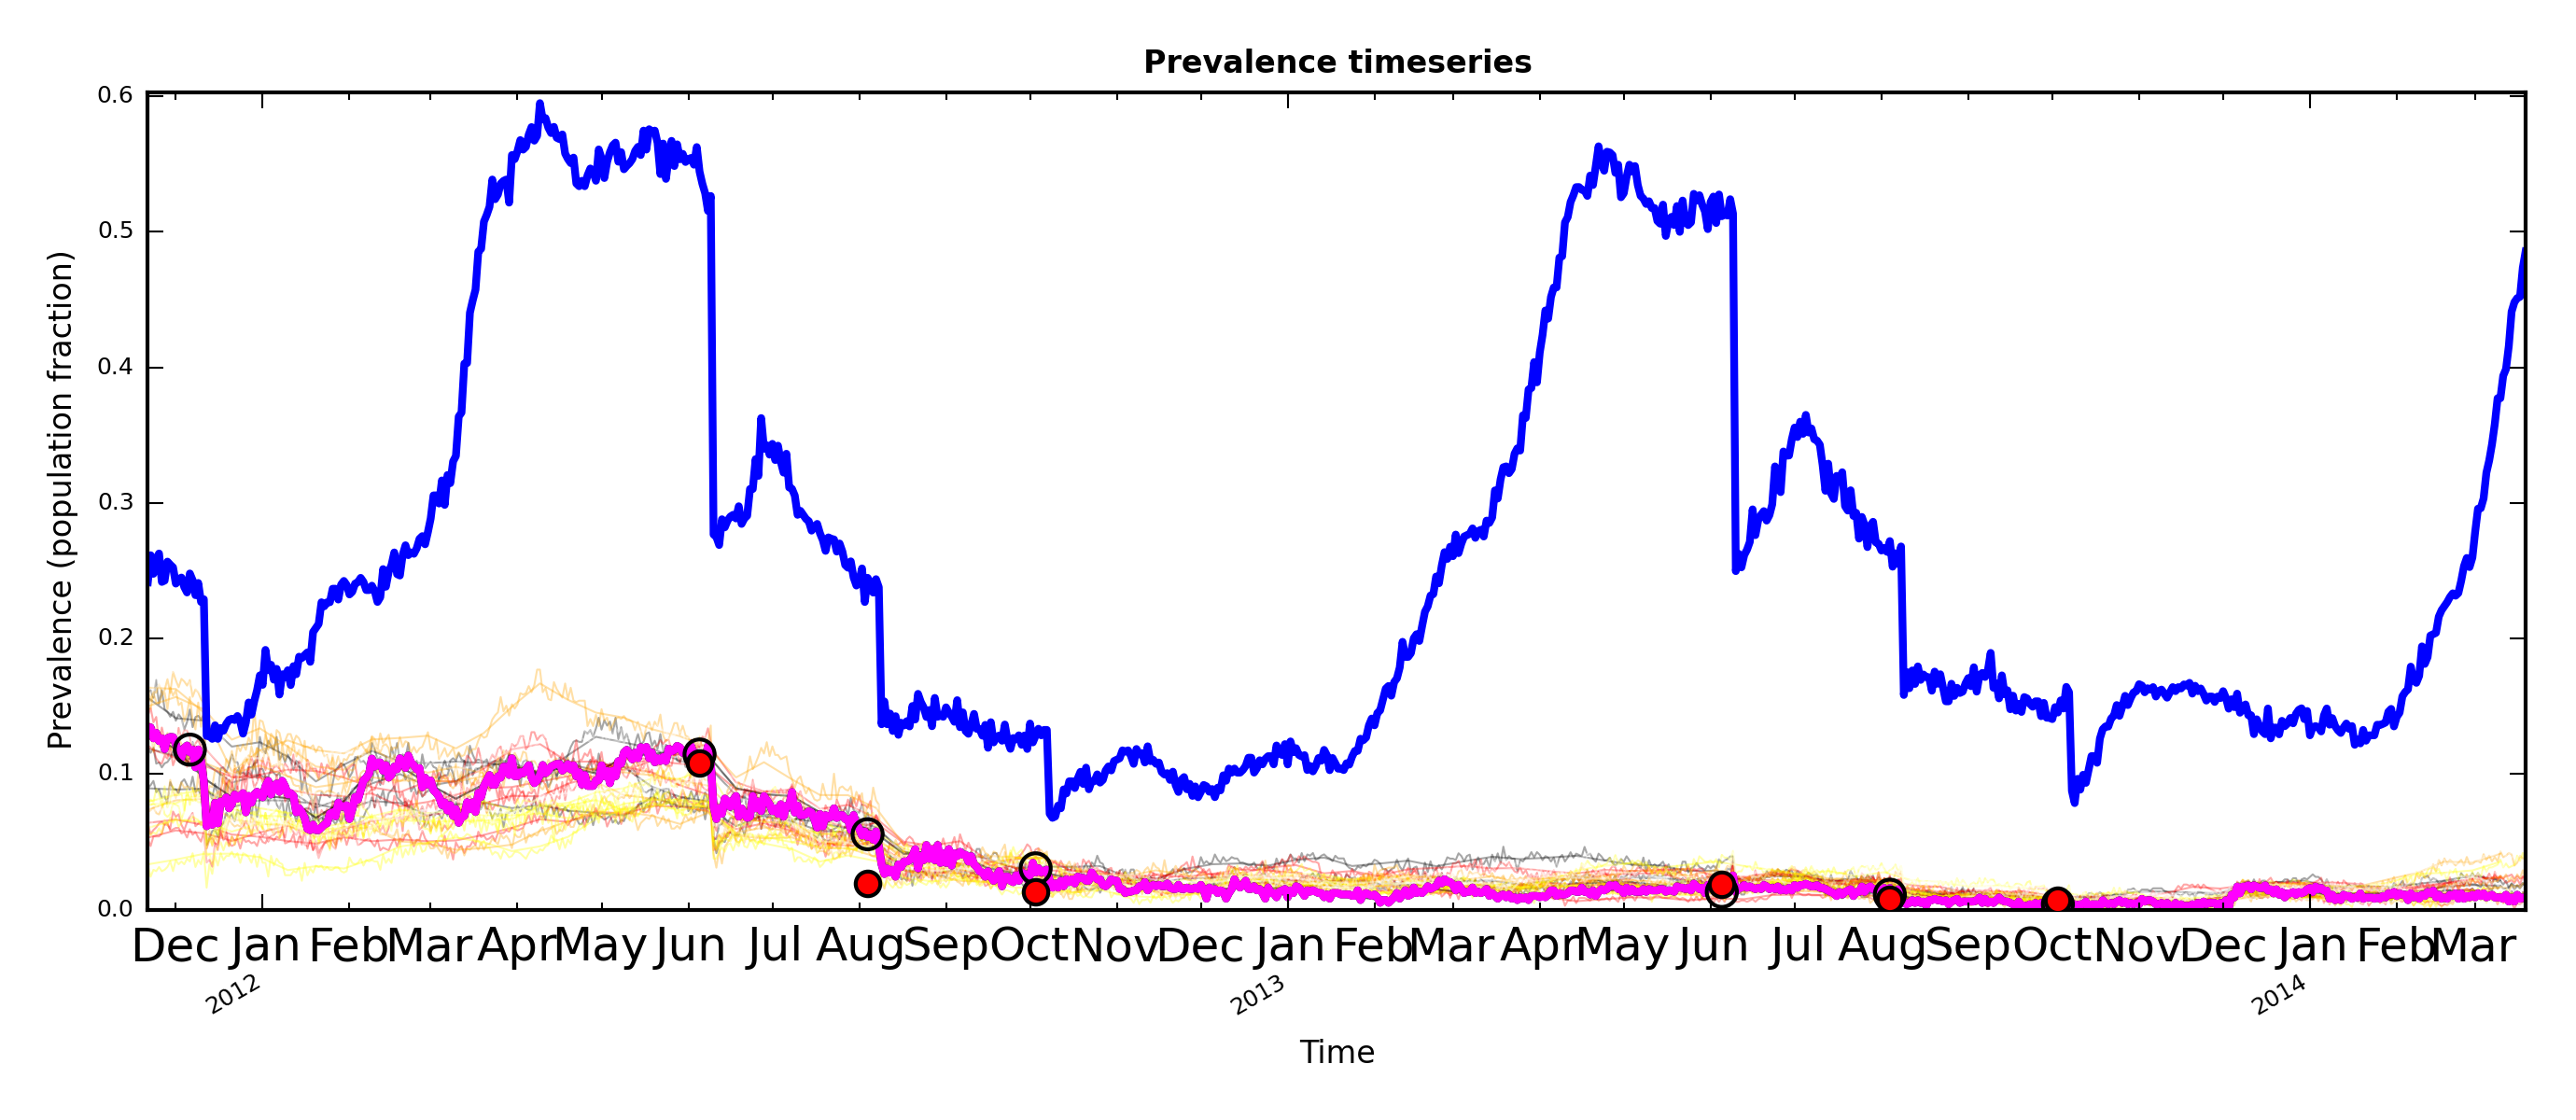 Prevalence timeseries
0.6
0.5
0.4
0.3
0.2
0.1
0.0
Prevalence (population fraction)
Dec Jan Feb Mar Apr May Jun Jul Aug Sep Oct Nov Dec Jan Feb Mar Apr May Jun Jul Aug Sep Oct Nov Dec Jan Feb Mar
2012 2013 2014
Time